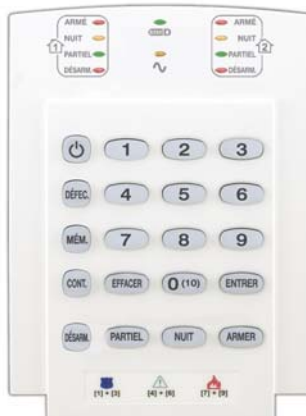 ARMÉ ARMÉ
NUIT NUIT
1 PARTIEL PARTIEL 2
DÉSARM. DÉSARM.
1 2 3
DÉFEC. 4 5 6
MÉM. 7 8 9
CONT. EFFACER 0 (10) ENTRER
DÉSARM. PARTIEL NUIT ARMER
[1] + [3] [4] + [6] [7] + [9]